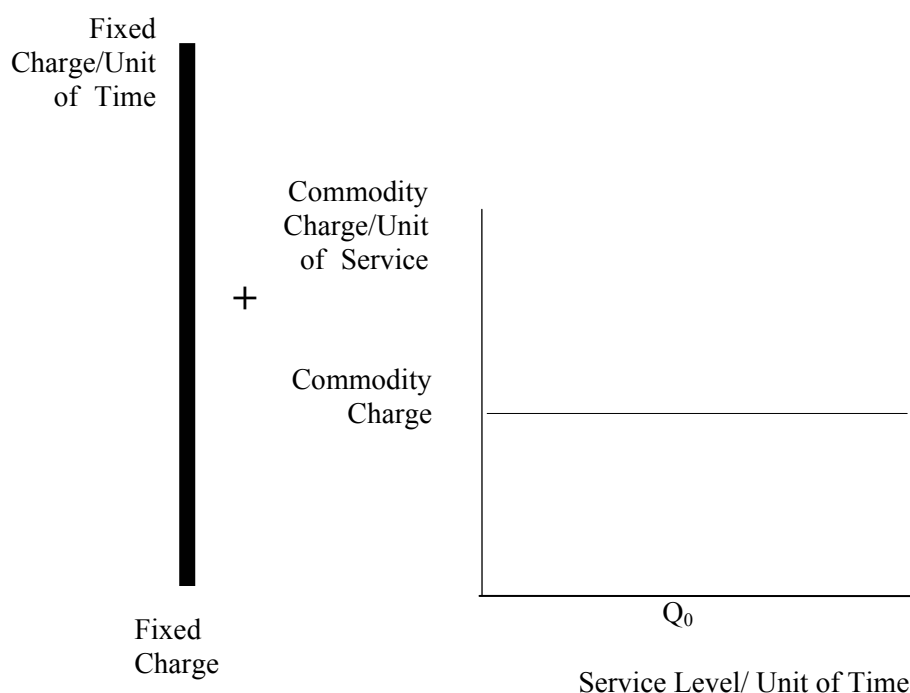 Fixed
Charge/Unit
of Time
Commodity
Charge/Unit
of Service
+
Commodity
Charge
Q₀
Fixed
Charge
Service Level/ Unit of Time